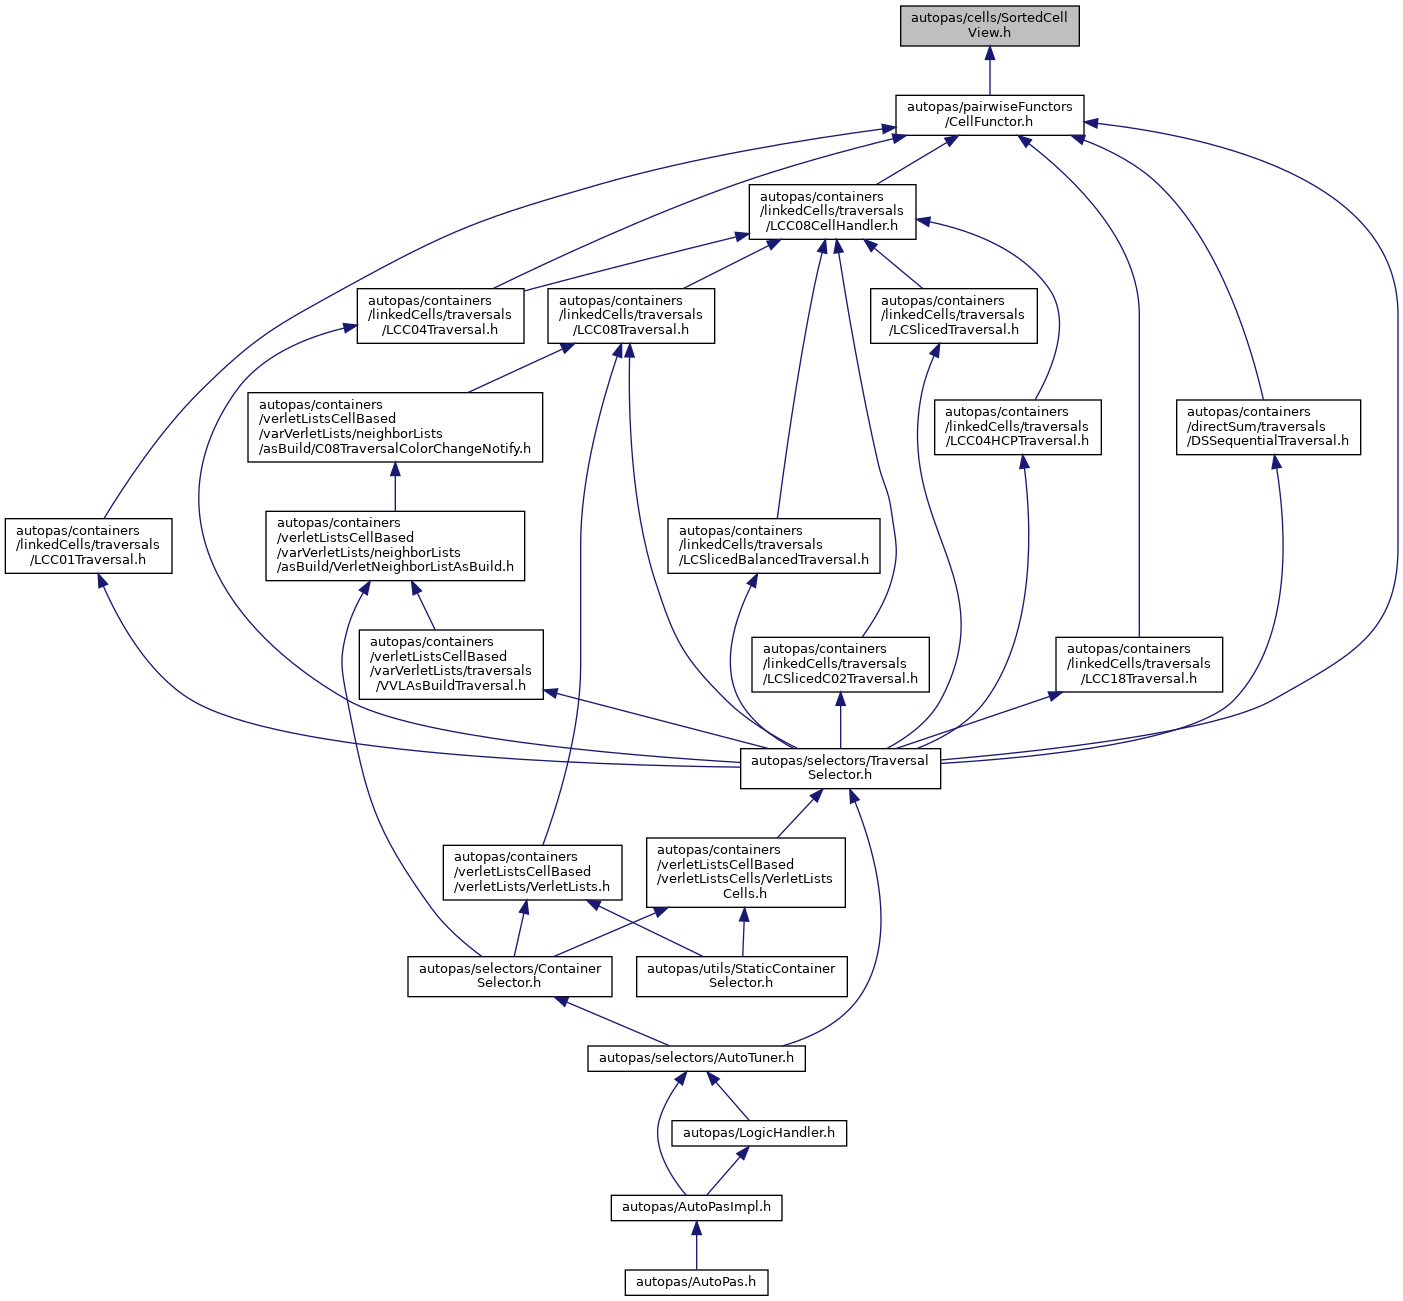 autopas/cells/SortedCell
View.h
autopas/pairwiseFunctors
/CellFunctor.h
autopas/containers
/linkedCells/traversals
/LCC08CellHandler.h
autopas/containers
/linkedCells/traversals
/LCC04Traversal.h
autopas/containers
/linkedCells/traversals
/LCC08Traversal.h
autopas/containers
/linkedCells/traversals
/LCSlicedTraversal.h
autopas/containers
/verletListsCellBased
/varVerletLists/neighborLists
/asBuild/C08TraversalColorChangeNotify.h
autopas/containers
/linkedCells/traversals
/LCC04HCPTraversal.h
autopas/containers
/directSum/traversals
/DSSequentialTraversal.h
autopas/containers
/linkedCells/traversals
/LCC01Traversal.h
autopas/containers
/verletListsCellBased
/varVerletLists/neighborLists
/asBuild/VerletNeighborListAsBuild.h
autopas/containers
/linkedCells/traversals
/LCSlicedBalancedTraversal.h
autopas/containers
/verletListsCellBased
/varVerletLists/traversals
/VVLAsBuildTraversal.h
autopas/containers
/linkedCells/traversals
/LCSlicedC02Traversal.h
autopas/containers
/linkedCells/traversals
/LCC18Traversal.h
autopas/selectors/Traversal
Selector.h
autopas/containers
/verletListsCellBased
/verletLists/VerletLists.h
autopas/containers
/verletListsCellBased
/verletListsCells/VerletLists
Cells.h
autopas/selectors/Container
Selector.h
autopas/utils/StaticContainer
Selector.h
autopas/selectors/AutoTuner.h
autopas/LogicHandler.h
autopas/AutoPasImpl.h
autopas/AutoPas.h